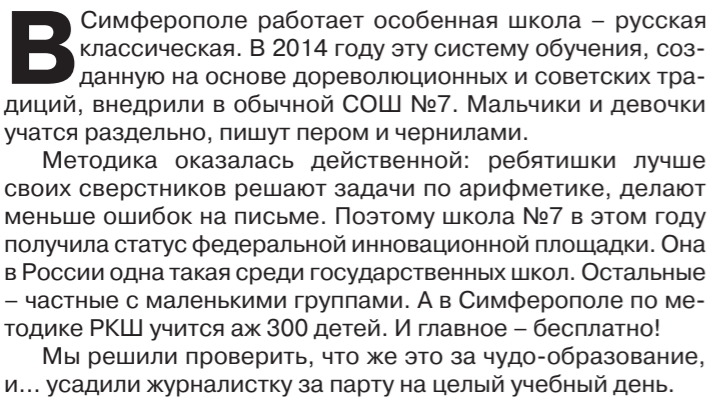 В Симферополе работает особенная школа – русская
классическая. В 2014 году эту систему обучения, соз-
данную на основе дореволюционных и советских тра-
диций, внедрили в обычной СОШ №7. Мальчики и девочки
учатся раздельно, пишут пером и чернилами.
Методика оказалась действенной: ребятишки лучше
своих сверстников решают задачи по арифметике, делают
меньше ошибок на письме. Поэтому школа №7 в этом году
получила статус федеральной инновационной площадки. Она
в России одна такая среди государственных школ. Остальные
– частные с маленькими группами. А в Симферополе по ме-
тодике РКШ учится аж 300 детей. И главное – бесплатно!
Мы решили проверить, что же это за чудо-образование,
и... усадили журналистку за парту на целый учебный день.